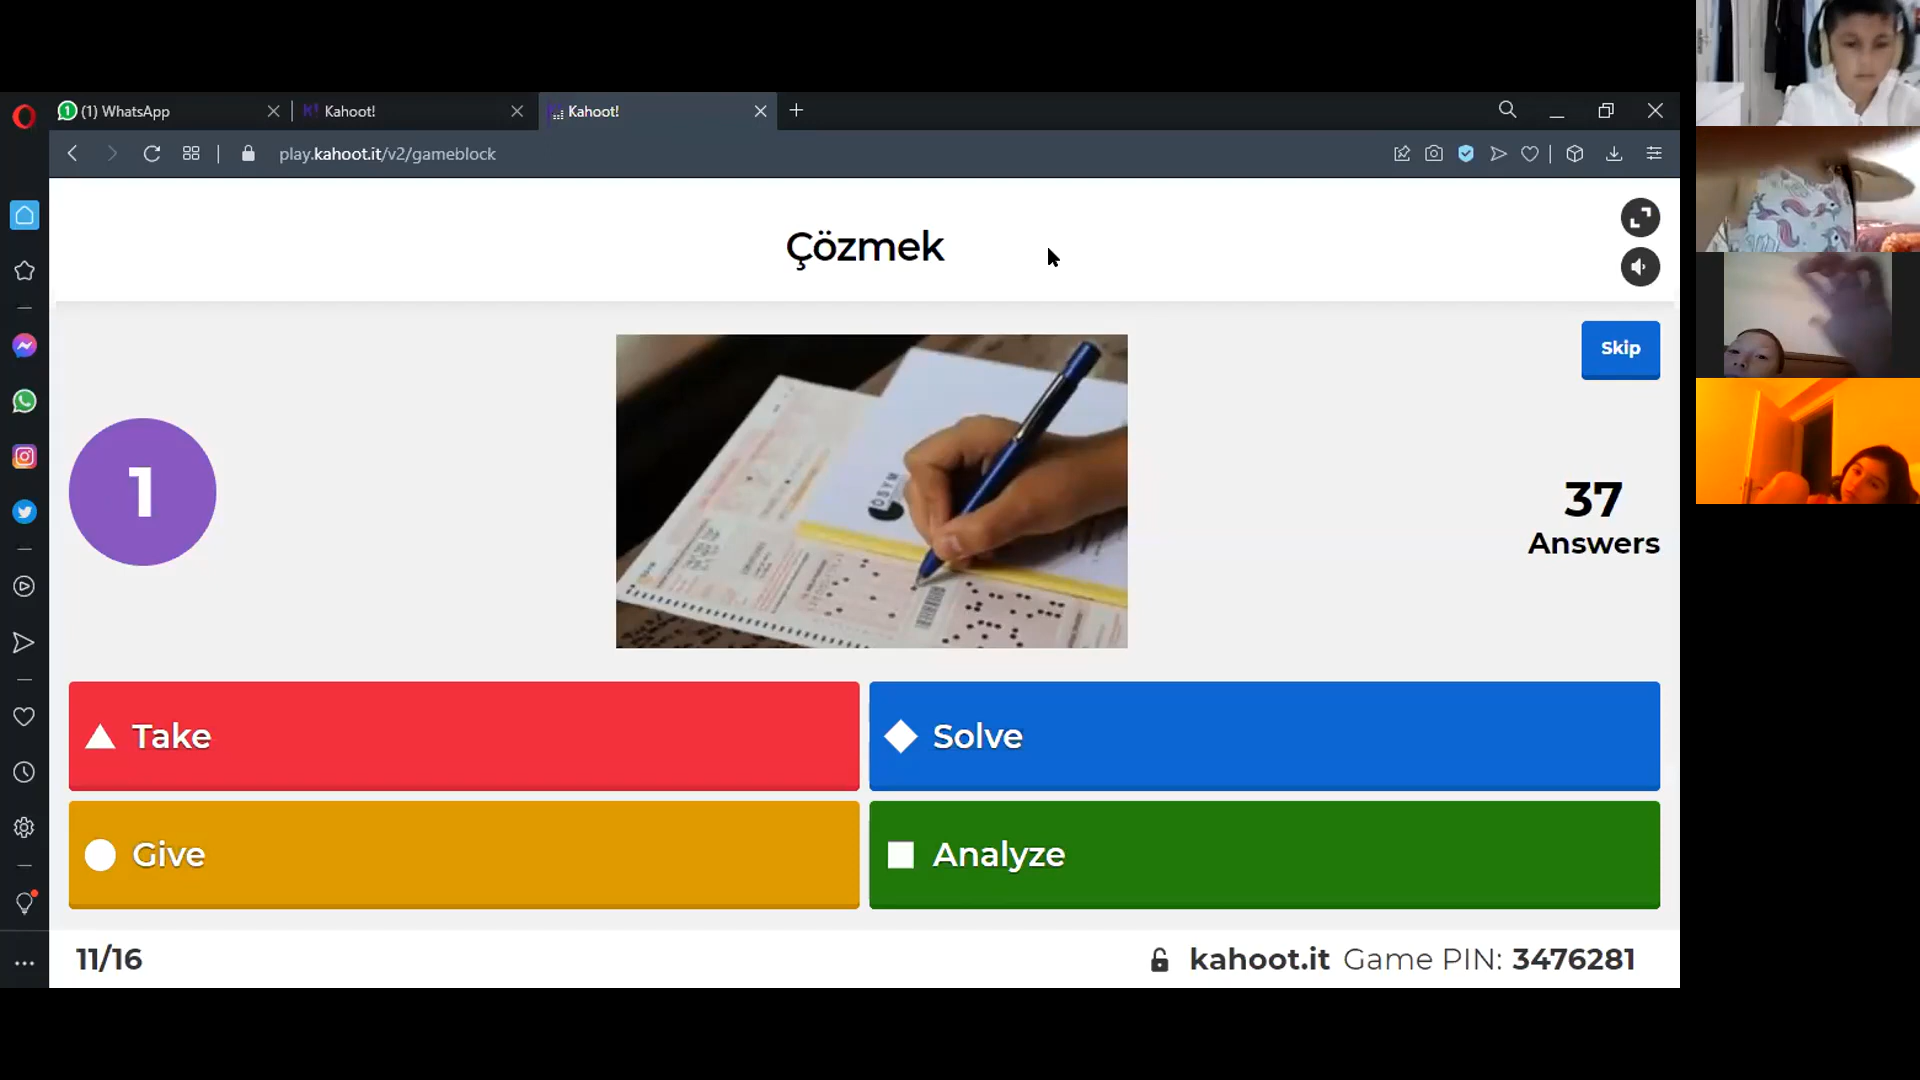 (1) WhatsApp
Kahoot!
Kahoot!
play.kahoot.it/v2/gameblock
Çözmek
Skip
1
37
Answers
ÖSYM
Take
Solve
Give
Analyze
11/16
kahoot.it Game PIN: 3476281